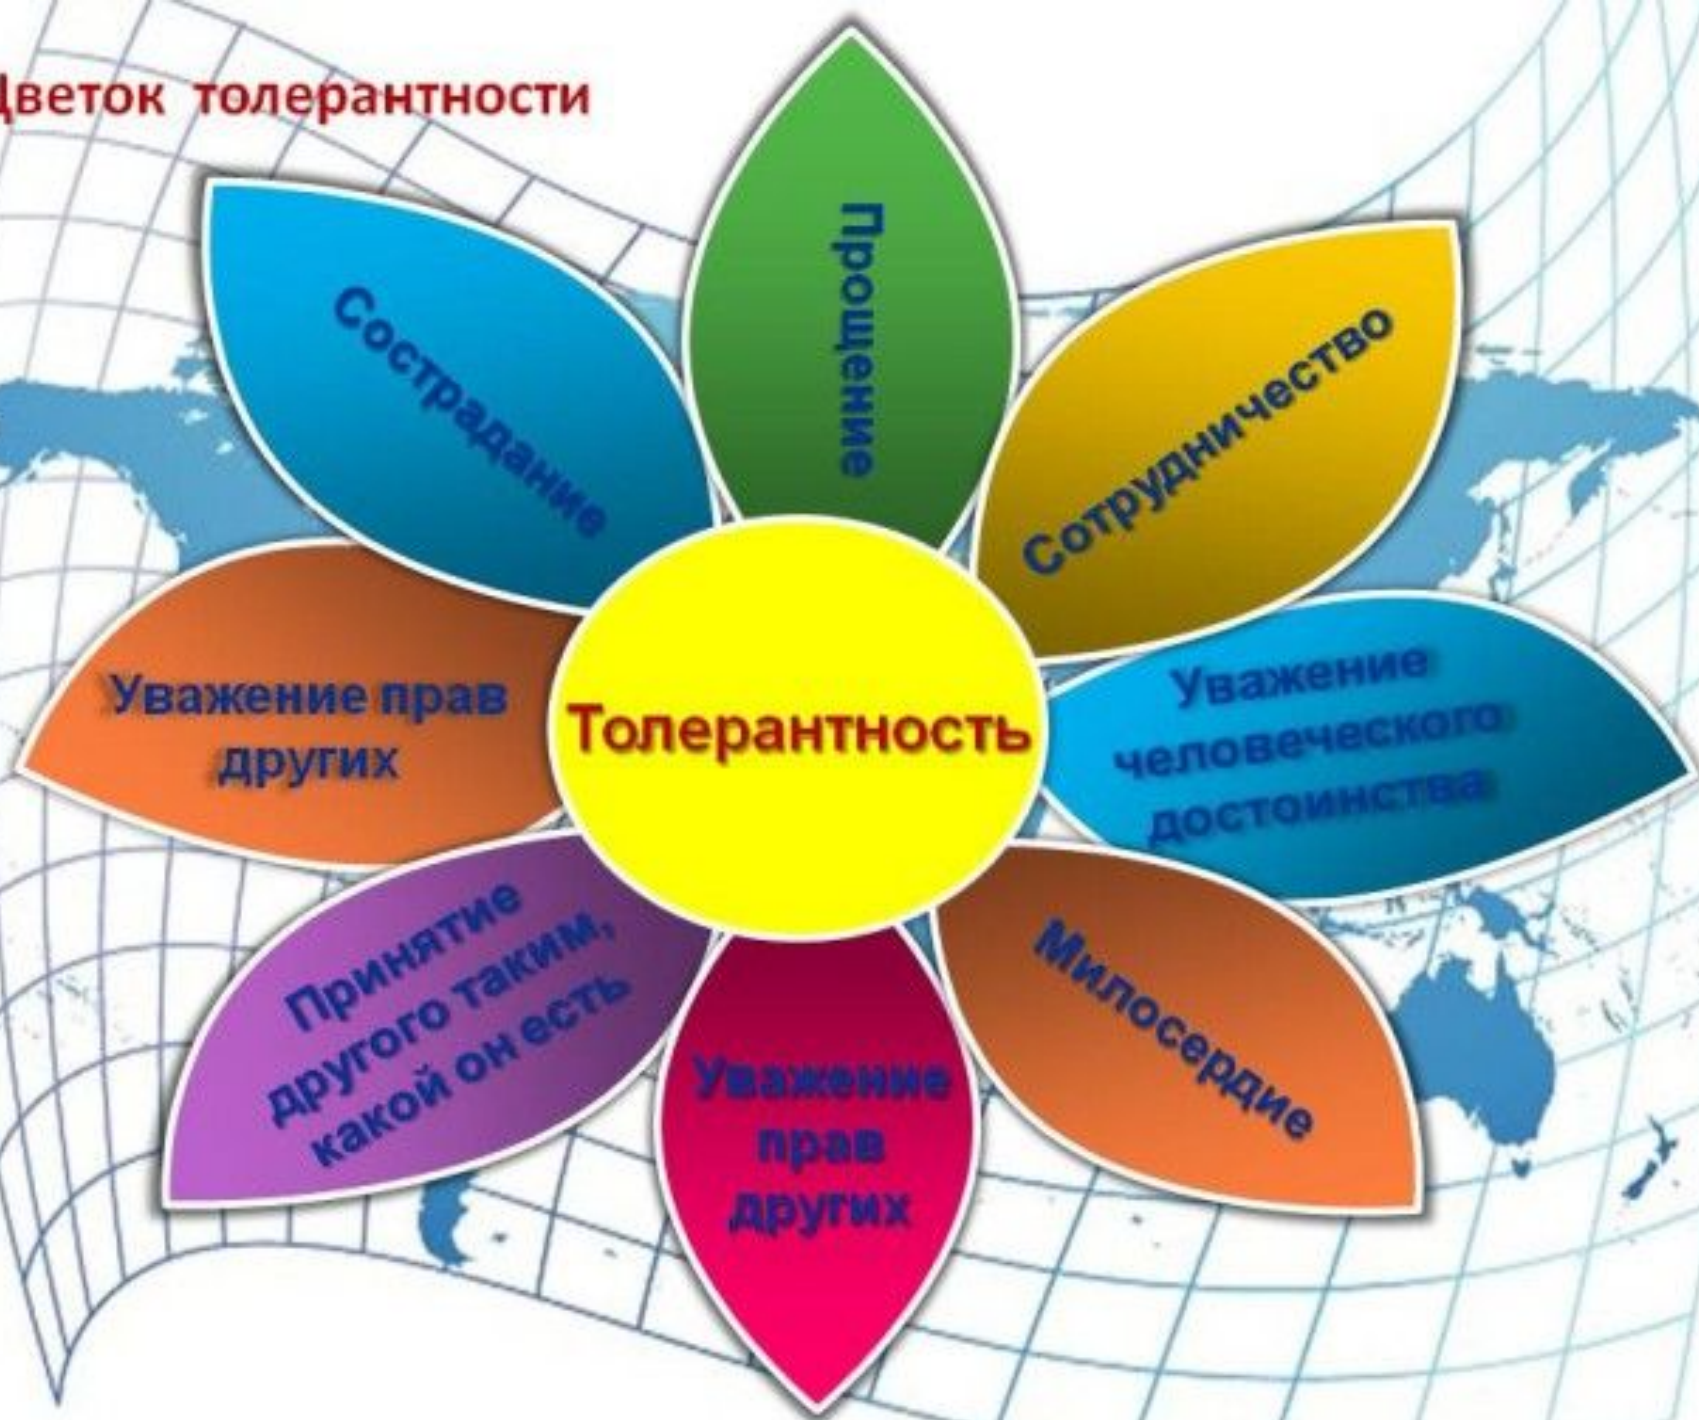 Цветок толерантности
Прощение
Сострадание
Сотрудничество
Уважение прав
других
Толерантность
Уважение
человеческого
достоинства
Принятие
другого таким,
какой он есть
Милосердие
Уважение
прав
других